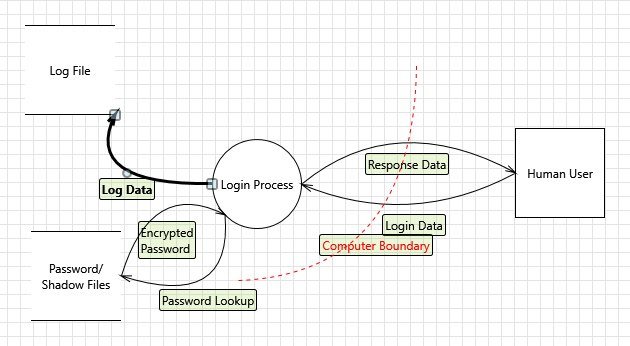 Log File
Log Data
Login Process
Response Data
Human User
Login Data
Computer Boundary
Encrypted
Password
Password/
Shadow Files
Password Lookup